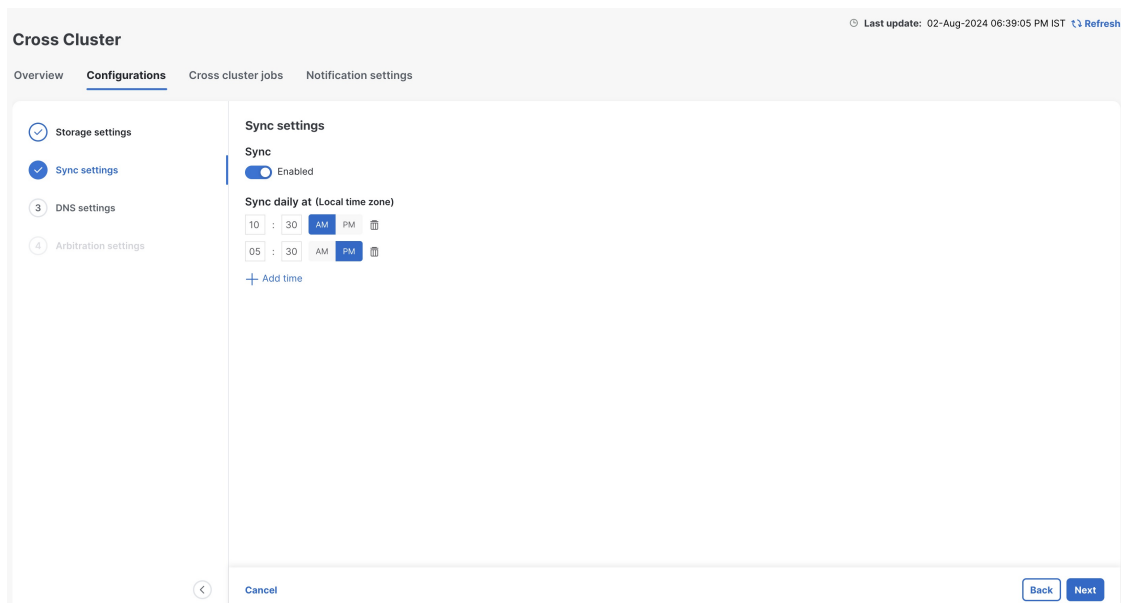 Last update: 02-Aug-2024 06:39:05 PM IST Refresh
Cross Cluster
Overview Configurations Cross cluster jobs Notification settings
Storage settings
Sync settings
3 DNS settings
4 Arbitration settings
Sync settings
Sync
Enabled
Sync daily at (Local time zone)
10 : 30 AM PM
05 : 30 AM PM
Add time
Cancel Back Next